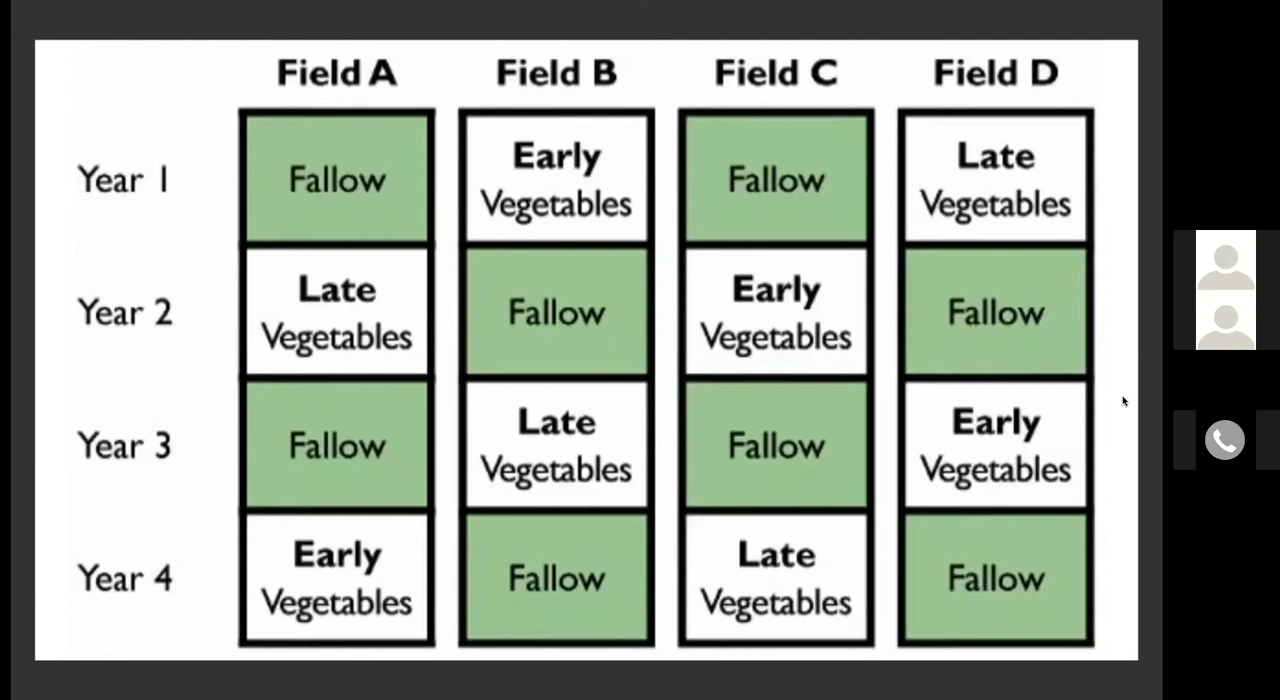 Field A Field B Field C Field D
Year 1 Fallow Early Vegetables Fallow Late Vegetables
Year 2 Late Vegetables Fallow Early Vegetables Fallow
Year 3 Fallow Late Vegetables Fallow Early Vegetables
Year 4 Early Vegetables Fallow Late Vegetables Fallow